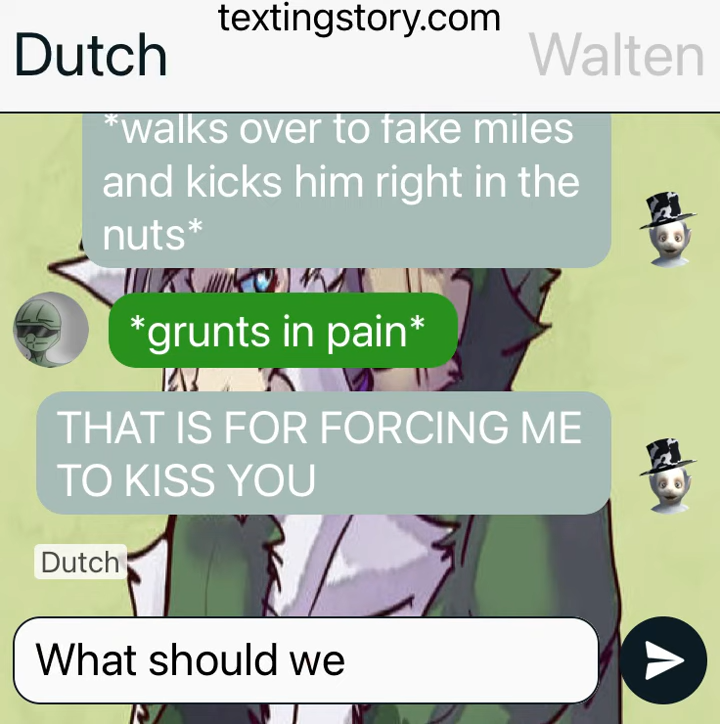 textingstory.com
Dutch
Walten
*walks over to fake miles
and kicks him right in the
nuts*
*grunts in pain*
THAT IS FOR FORCING ME
TO KISS YOU
Dutch
What should we